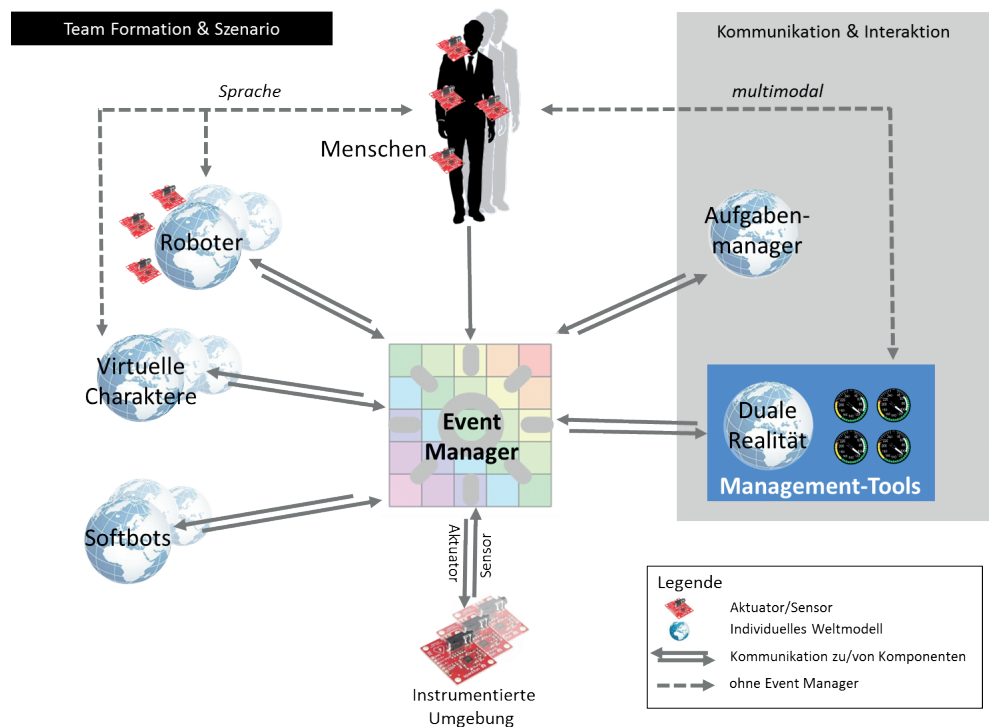 Team Formation & Szenario
Kommunikation & Interaktion
Sprache
multimodal
Menschen
Roboter
Aufgaben-
manager
Virtuelle
Charaktere
Event
Manager
Duale
Realität
Management-Tools
Softbots
Aktuator
Sensor
Instrumentierte
Umgebung
Legende
Aktuator/Sensor
Individuelles Weltmodell
Kommunikation zu/von Komponenten
ohne Event Manager